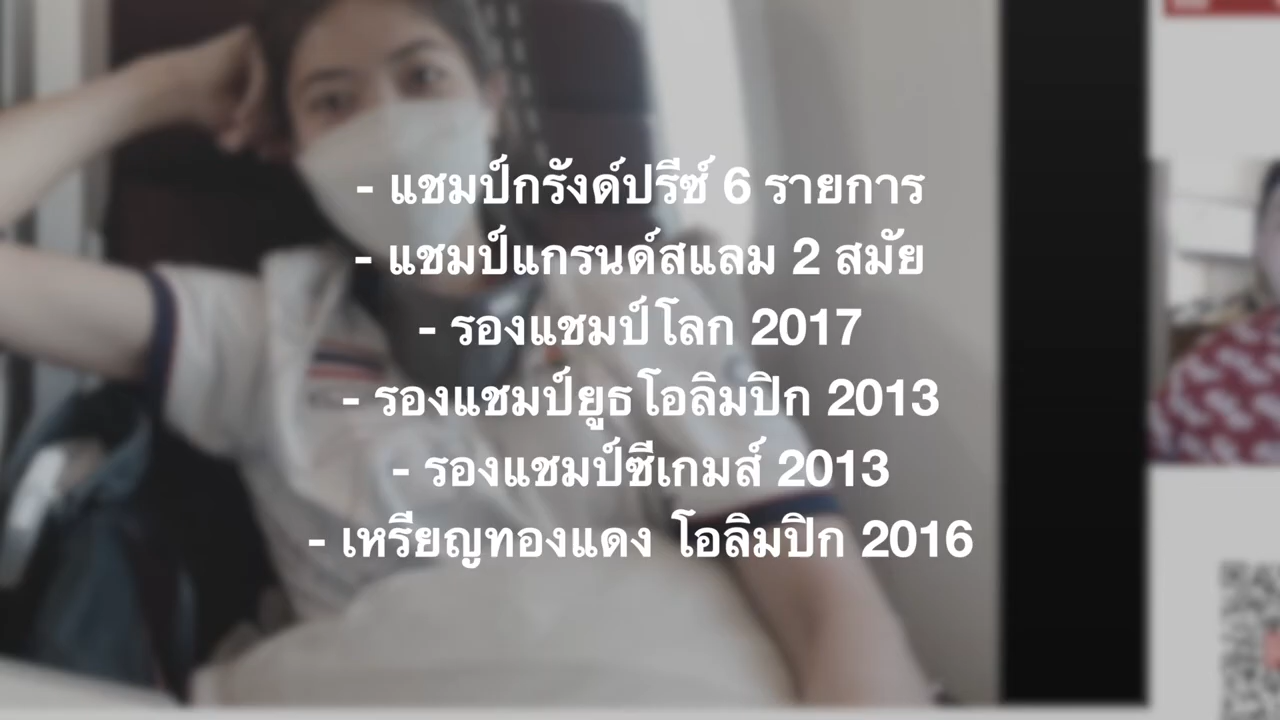 - แชมป์กรังด์ปรีซ์ 6 รายการ
- แชมป์แกรนด์สแลม 2 สมัย
- รองแชมป์โลก 2017
- รองแชมป์ยูธโอลิมปิก 2013
- รองแชมป์ซีเกมส์ 2013
- เหรียญทองแดง โอลิมปิก 2016